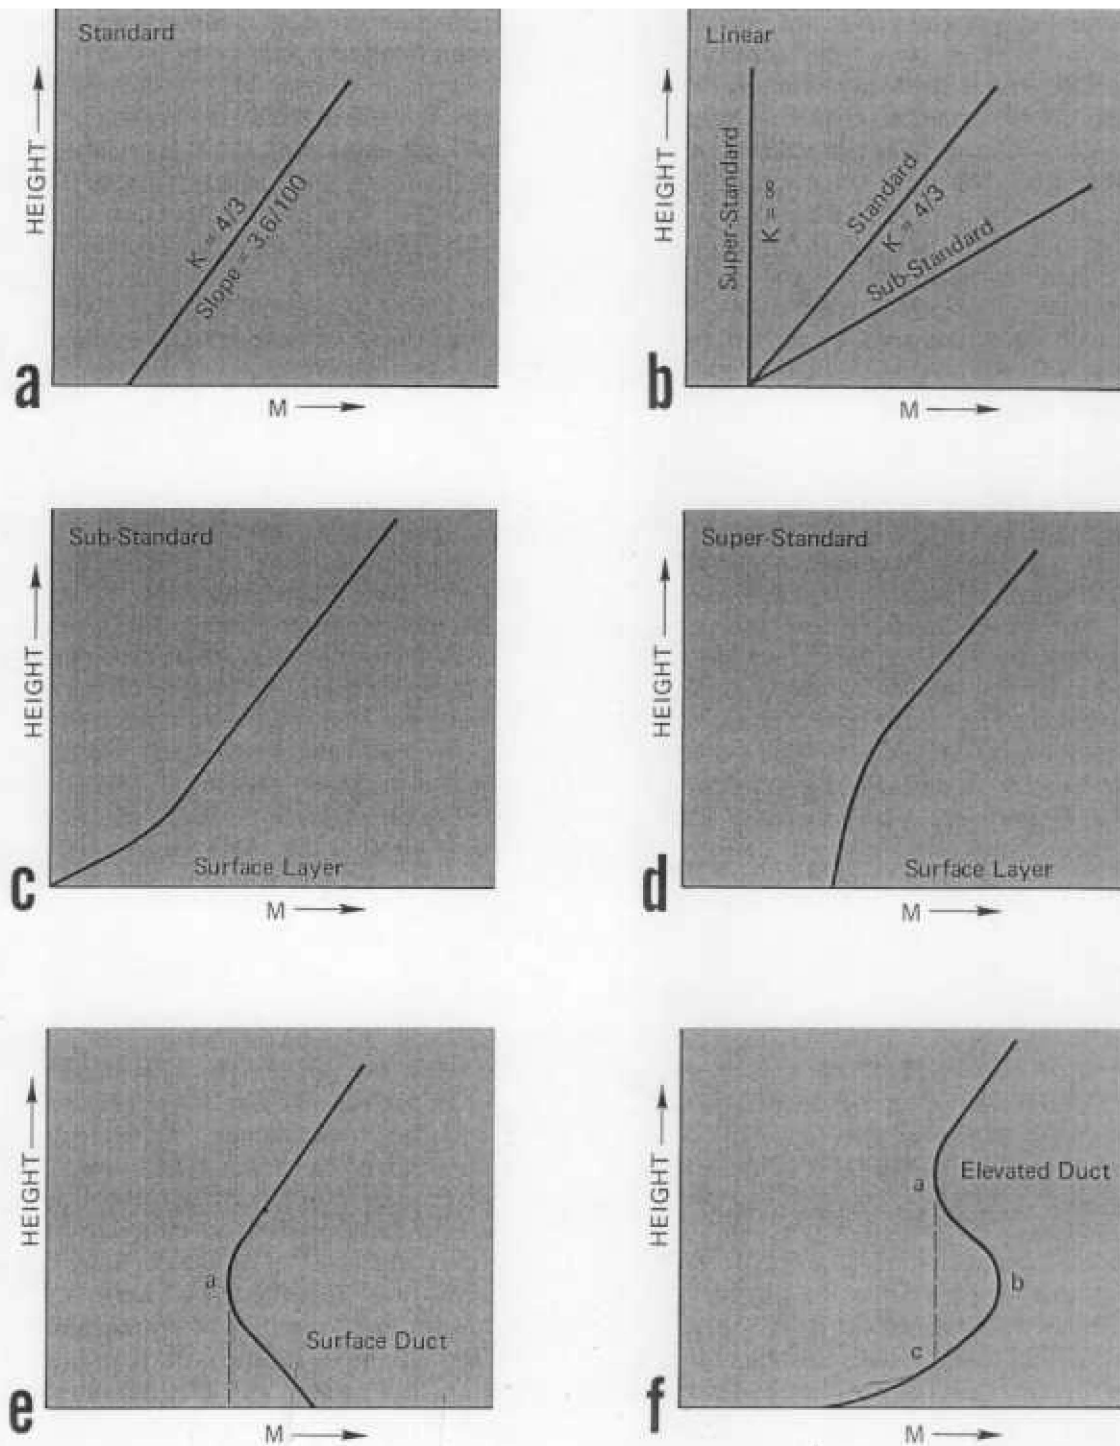 Standard
HEIGHT
K = 4/3
Slope = 3.6/100
a
M
Linear
HEIGHT
Super-Standard
K = ∞
Standard
K = 4/3
Sub-Standard
b
M
Sub-Standard
HEIGHT
Surface Layer
c
M
Super-Standard
HEIGHT
Surface Layer
d
M
HEIGHT
a
Surface Duct
e
M
HEIGHT
a
Elevated Duct
b
c
f
M